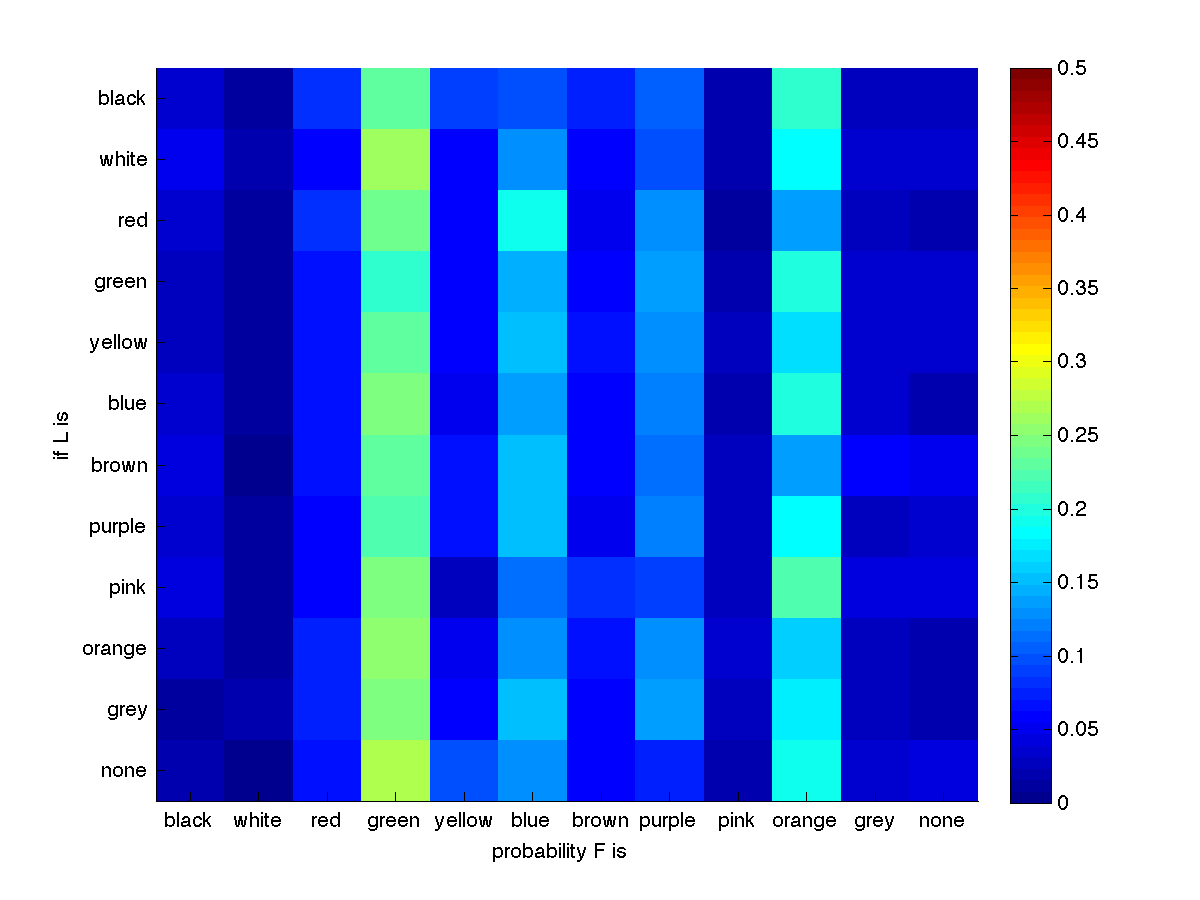 black
white
red
green
yellow
blue
brown
purple
pink
orange
grey
none
if L is
black white red green yellow blue brown purple pink orange grey none
probability F is
0.5
0.45
0.4
0.35
0.3
0.25
0.2
0.15
0.1
0.05
0